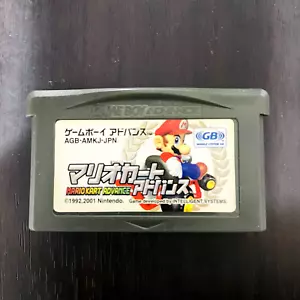 GAME BOY ADVANCE
ゲームボーイ アドバンス™
AGB-AMKJ-JPN
GB
マリオカート
MARIO KART ADVANCE
アドバンス
©1992,2001 Nintendo. Game developed by INTELLIGENT SYSTEMS